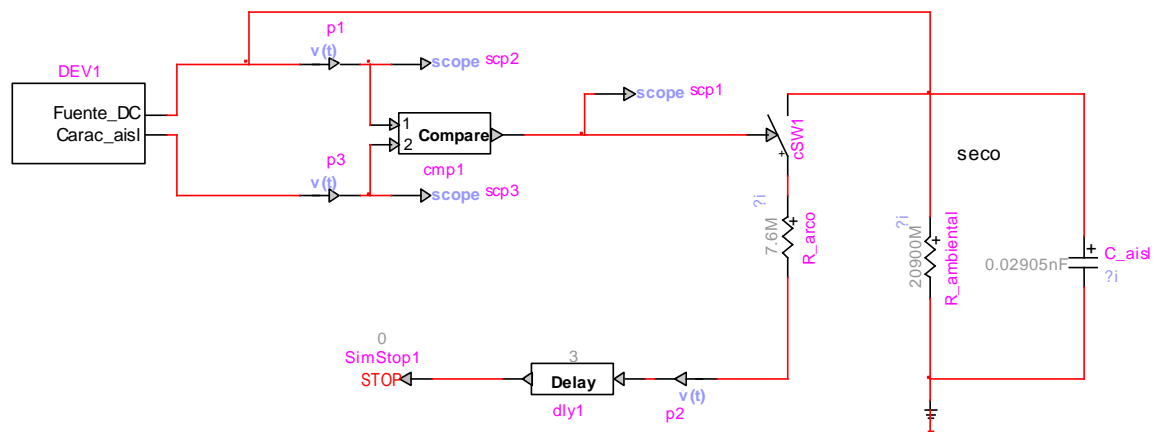 p1
v(t)
scope scp2
DEV1
Fuente_DC
Carac_aisl
1
2
Compare
cmp1
scope scp1
cSW1
+
p3
v(t)
scope scp3
seco
?i
7.6M
+
R_arco
?i
20900M
+
R_ambiental
0.02905nF
+
C_aisl
?i
0
SimStop1
STOP
3
Delay
dly1
v(t)
p2